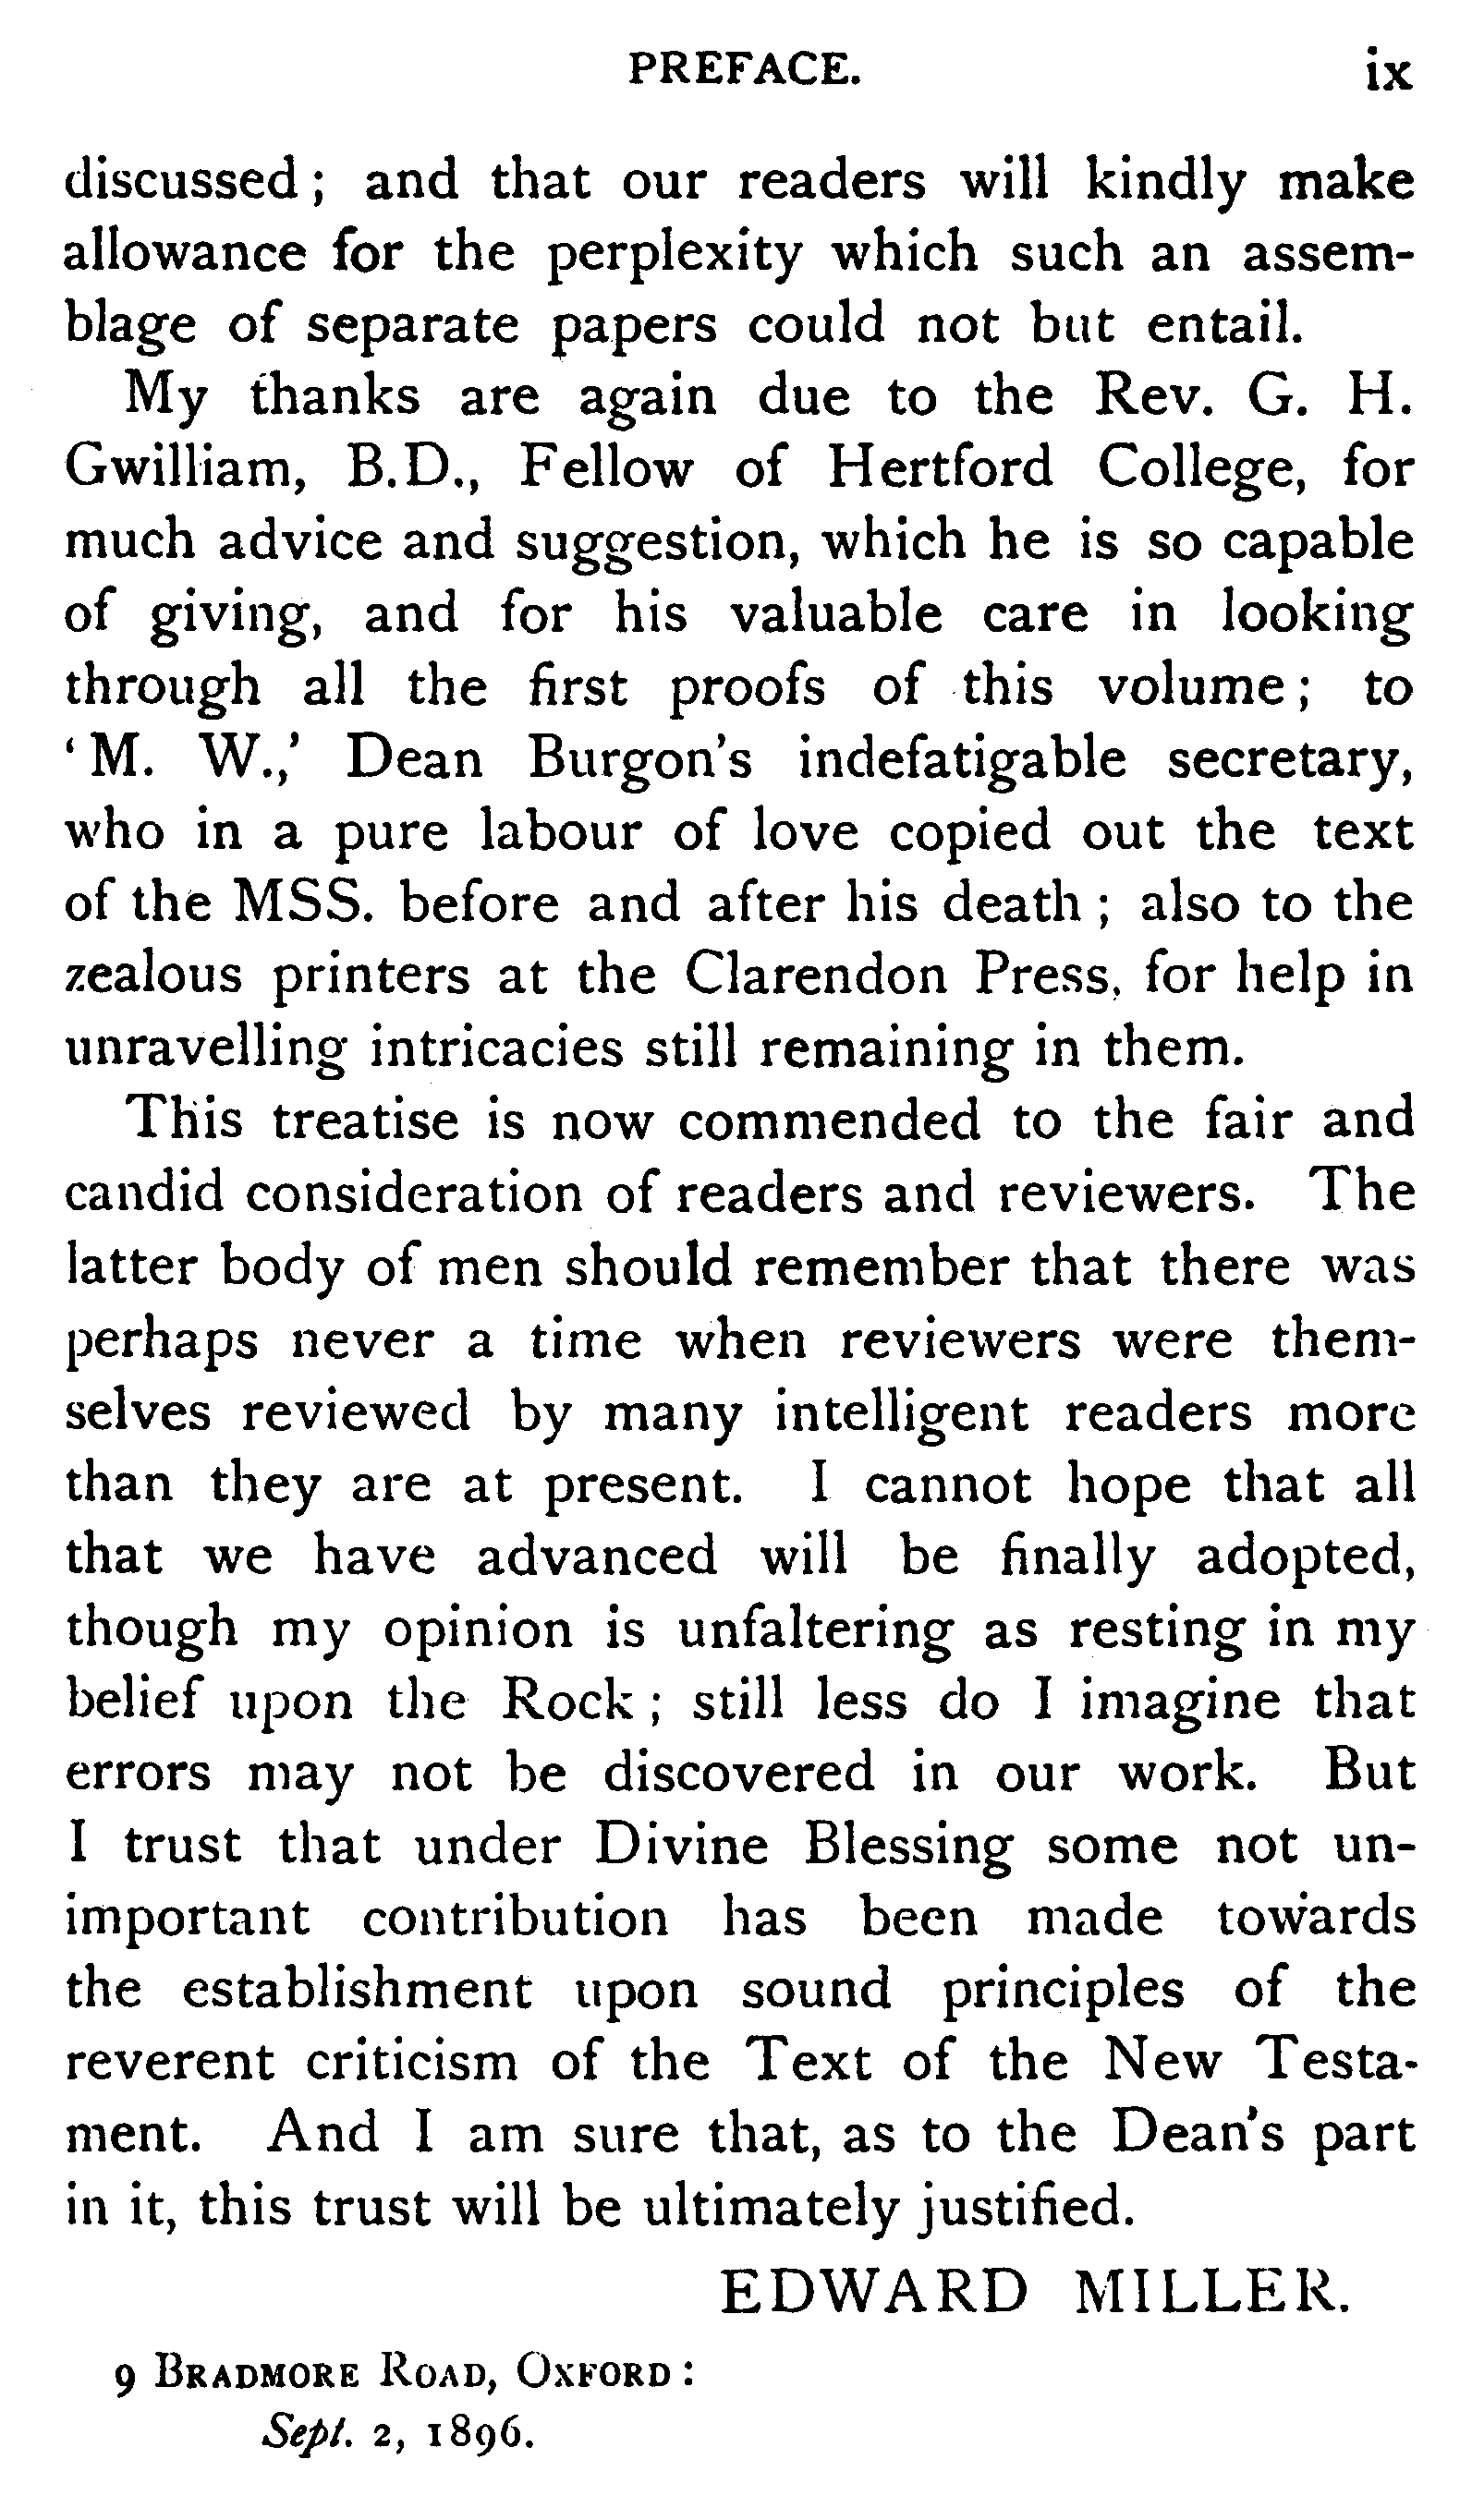 PREFACE. ix
discussed ; and that our readers will kindly make
allowance for the perplexity which such an assem-
blage of separate papers could not but entail.
My thanks are again due to the Rev. G. H.
Gwilliam, B.D., Fellow of Hertford College, for
much advice and suggestion, which he is so capable
of giving, and for his valuable care in looking
through all the first proofs of this volume ; to
‘ M. W.,’ Dean Burgon’s indefatigable secretary,
who in a pure labour of love copied out the text
of the MSS. before and after his death ; also to the
zealous printers at the Clarendon Press, for help in
unravelling intricacies still remaining in them.
This treatise is now commended to the fair and
candid consideration of readers and reviewers. The
latter body of men should remember that there was
perhaps never a time when reviewers were them-
selves reviewed by many intelligent readers more
than they are at present. I cannot hope that all
that we have advanced will be finally adopted,
though my opinion is unfaltering as resting in my
belief upon the Rock ; still less do I imagine that
errors may not be discovered in our work. But
I trust that under Divine Blessing some not un-
important contribution has been made towards
the establishment upon sound principles of the
reverent criticism of the Text of the New Testa-
ment. And I am sure that, as to the Dean’s part
in it, this trust will be ultimately justified.
EDWARD MILLER.
9 BRADMORE ROAD, OXFORD :
Sept. 2, 1896.